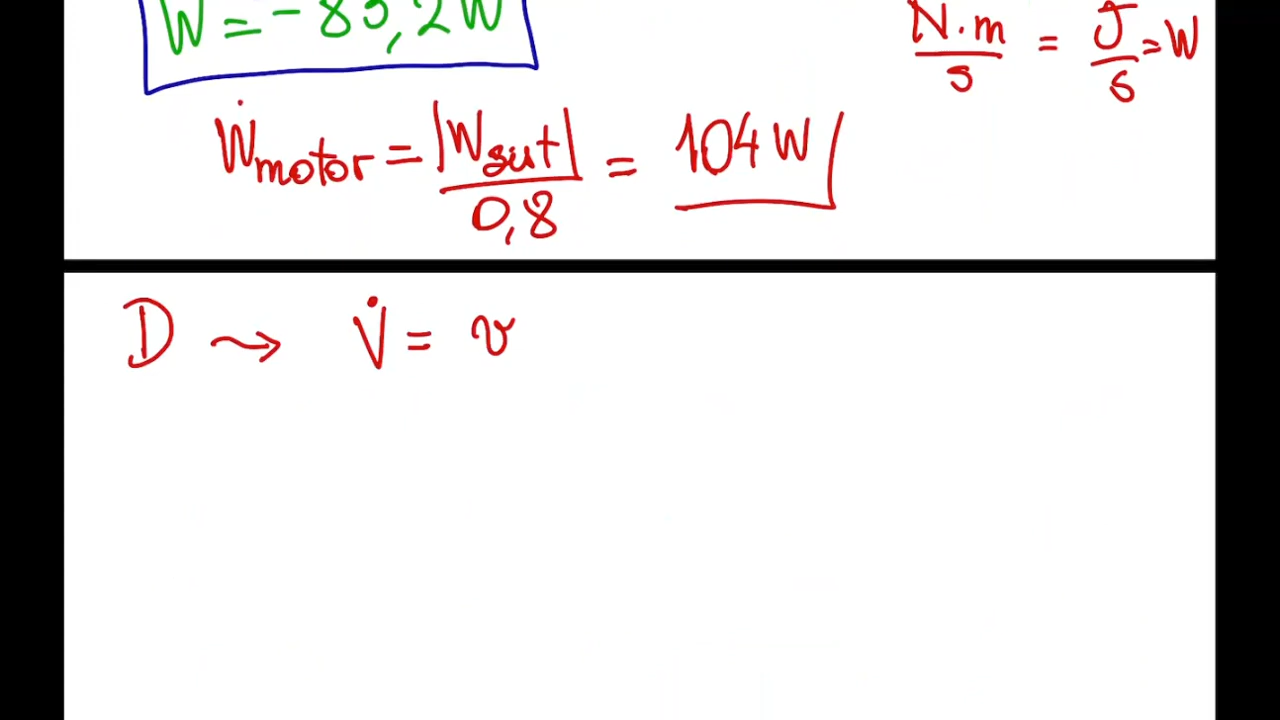 Ẇ = - 83,2 W
N·m/s = J/s = W
Ẇmotor = |Wsut|/0,8 = 104 W
D ⇝ V̇ = v